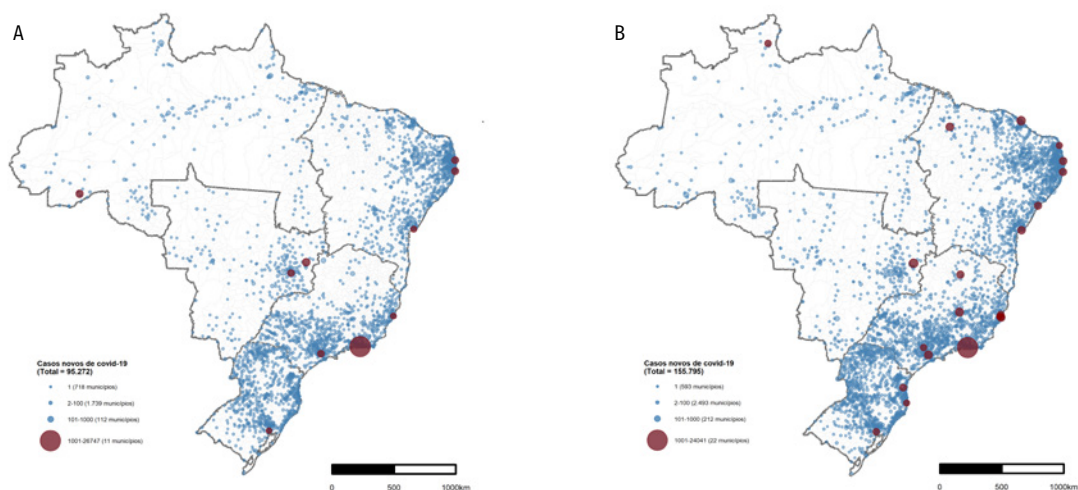 A
Casos novos de covid-19
(Total = 95.272)
1 (718 municípios)
2-100 (1.739 municípios)
101-1000 (112 municípios)
1001-26747 (11 municípios)
0 500 1000km
B
Casos novos de covid-19
(Total = 155.795)
1 (593 municípios)
2-100 (2.493 municípios)
101-1000 (212 municípios)
1001-24041 (22 municípios)
0 500 1000km